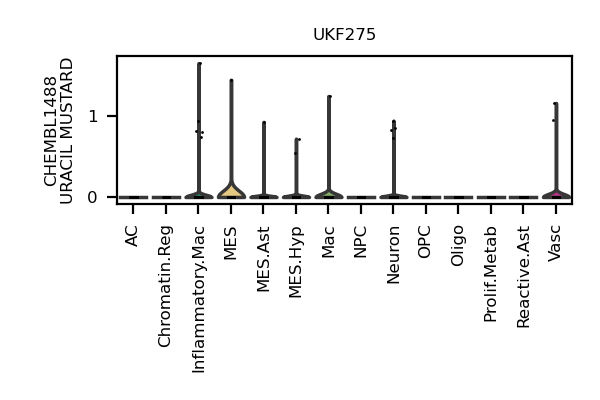 UKF275
CHEMBL1488
URACIL MUSTARD
1
0
AC
Chromatin.Reg
Inflammatory.Mac
MES
MES.Ast
MES.Hyp
Mac
NPC
Neuron
OPC
Oligo
Prolif.Metab
Reactive.Ast
Vasc